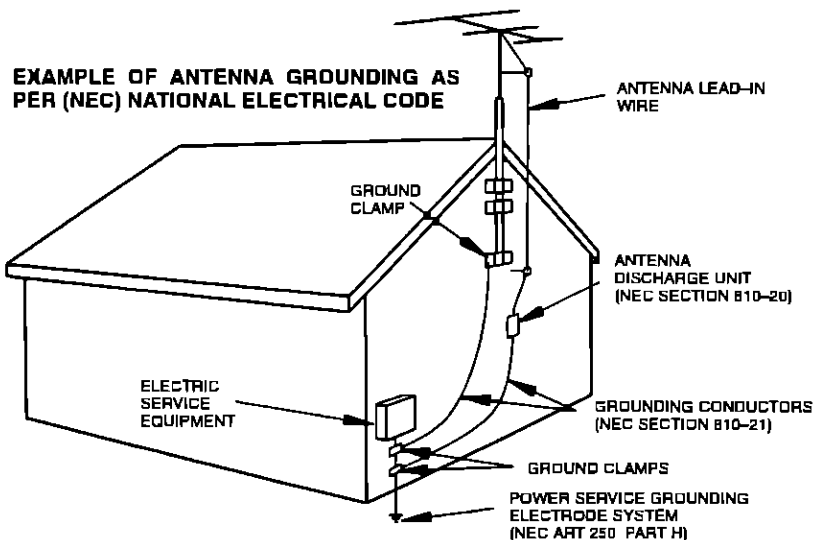 EXAMPLE OF ANTENNA GROUNDING AS
PER (NEC) NATIONAL ELECTRICAL CODE
ANTENNA LEAD-IN
WIRE
GROUND
CLAMP
ANTENNA
DISCHARGE UNIT
(NEC SECTION 810-20)
ELECTRIC
SERVICE
EQUIPMENT
GROUNDING CONDUCTORS
(NEC SECTION 810-21)
GROUND CLAMPS
POWER SERVICE GROUNDING
ELECTRODE SYSTEM
(NEC ART 250 PART H)